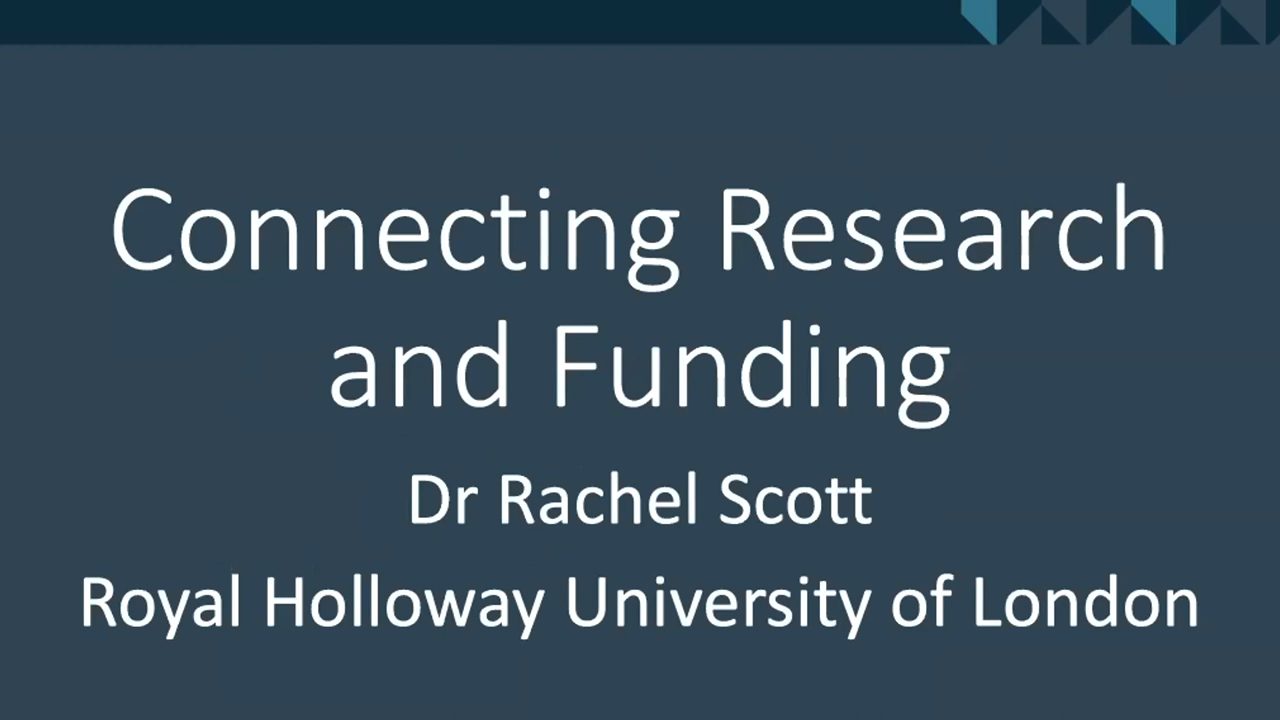 Connecting Research
and Funding
Dr Rachel Scott
Royal Holloway University of London